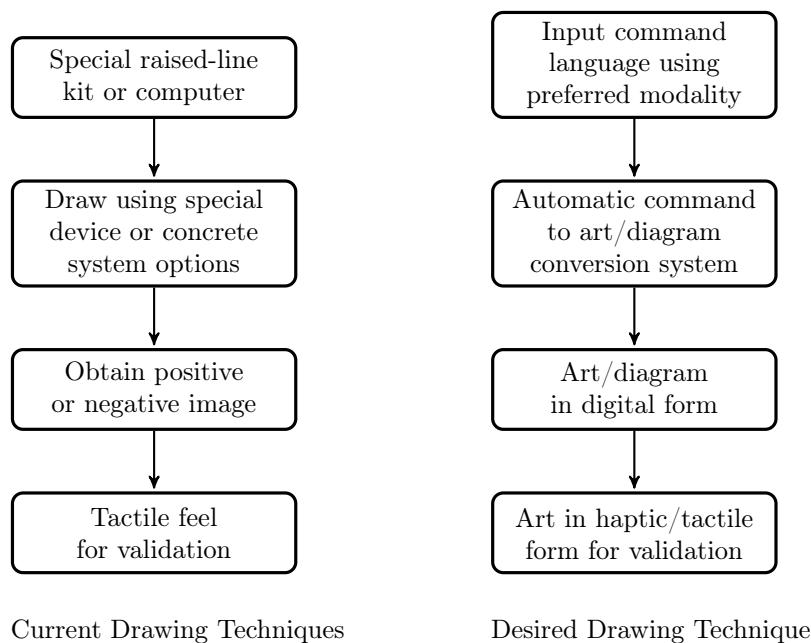 Special raised-line
kit or computer
Draw using special
device or concrete
system options
Obtain positive
or negative image
Tactile feel
for validation
Current Drawing Techniques
Input command
language using
preferred modality
Automatic command
to art/diagram
conversion system
Art/diagram
in digital form
Art in haptic/tactile
form for validation
Desired Drawing Technique